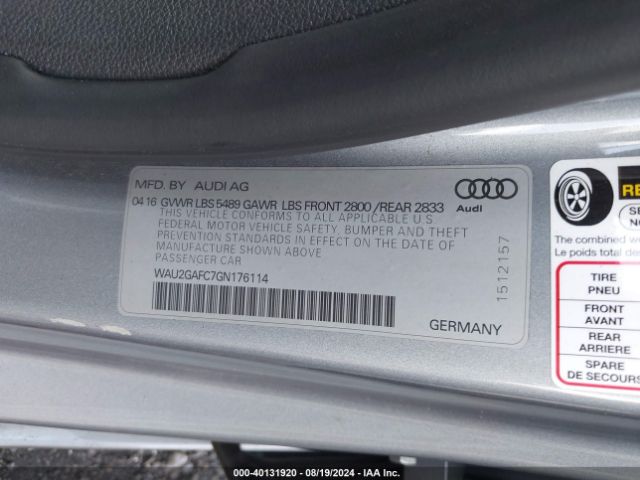 MFD. BY AUDI AG
Audi
04 16 GVWR LBS 5489 GAWR LBS FRONT 2800 /REAR 2833
THIS VEHICLE CONFORMS TO ALL APPLICABLE U.S.
FEDERAL MOTOR VEHICLE SAFETY, BUMPER AND THEFT
PREVENTION STANDARDS IN EFFECT ON THE DATE OF
MANUFACTURE SHOWN ABOVE
PASSENGER CAR
WAU2GAFC7GN176114
1512157
GERMANY
The combined w
Le poids total des
TIRE
PNEU
FRONT
AVANT
REAR
ARRIERE
SPARE
DE SECOURS
000-40131920 - 08/19/2024 - IAAI.COM